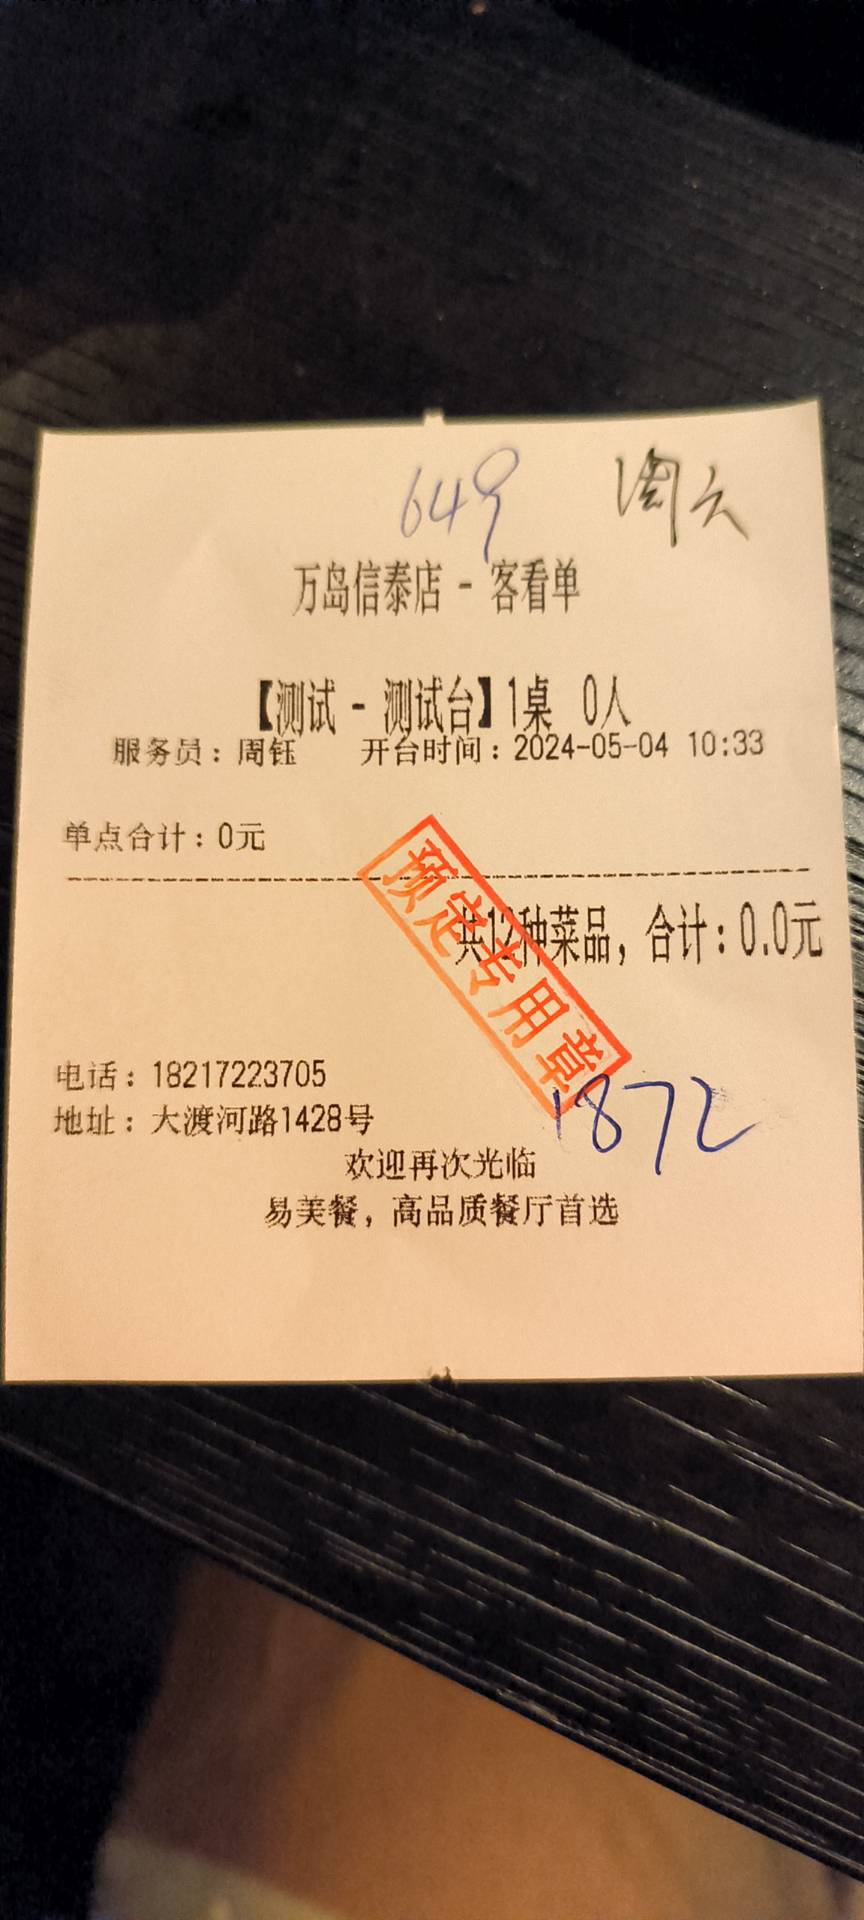 649
万岛信泰店 - 客看单
【测试 - 测试台】1桌 0人
服务员：周钰 开台时间：2024-05-04 10:33
单点合计：0元
预定专用章
共12种菜品，合计：0.0元
电话：18217223705
1872
地址：大渡河路1428号
欢迎再次光临
易美餐，高品质餐厅首选